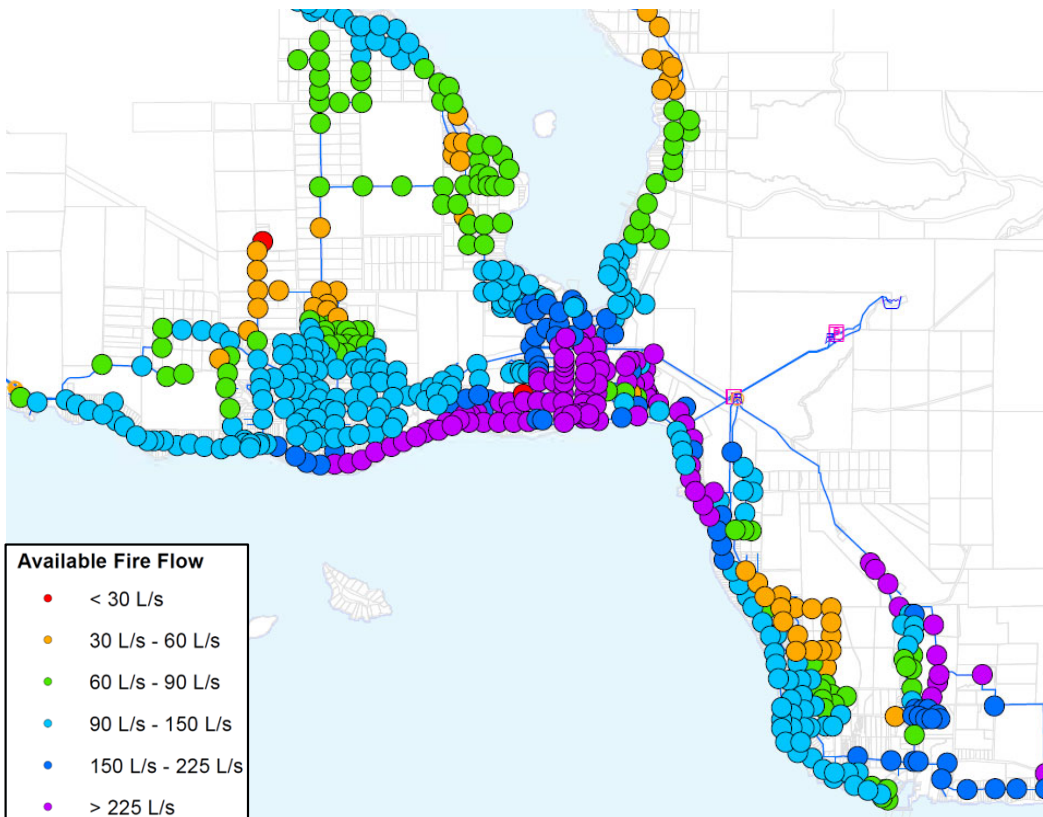 Available Fire Flow
< 30 L/s
30 L/s - 60 L/s
60 L/s - 90 L/s
90 L/s - 150 L/s
150 L/s - 225 L/s
> 225 L/s